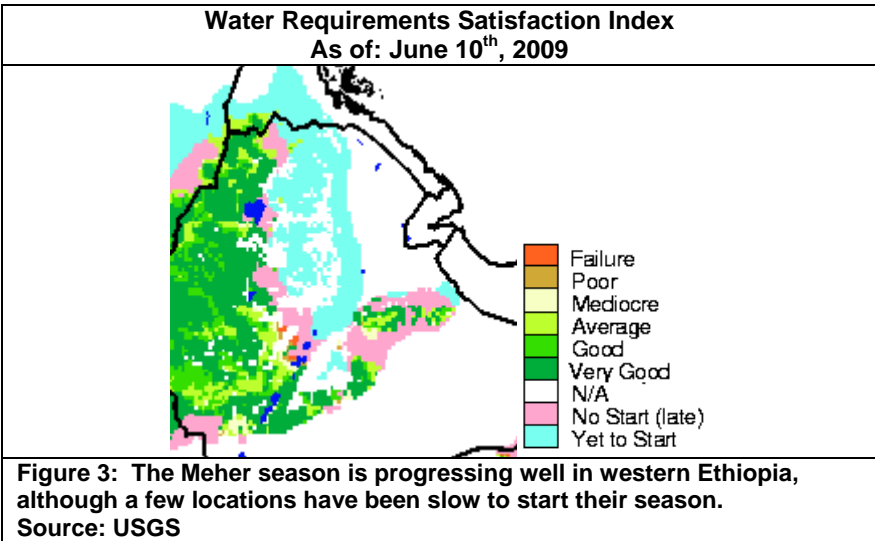 Water Requirements Satisfaction Index
As of: June 10th, 2009
Failure
Poor
Mediocre
Average
Good
Very Good
N/A
No Start (late)
Yet to Start
Figure 3: The Meher season is progressing well in western Ethiopia,
although a few locations have been slow to start their season.
Source: USGS